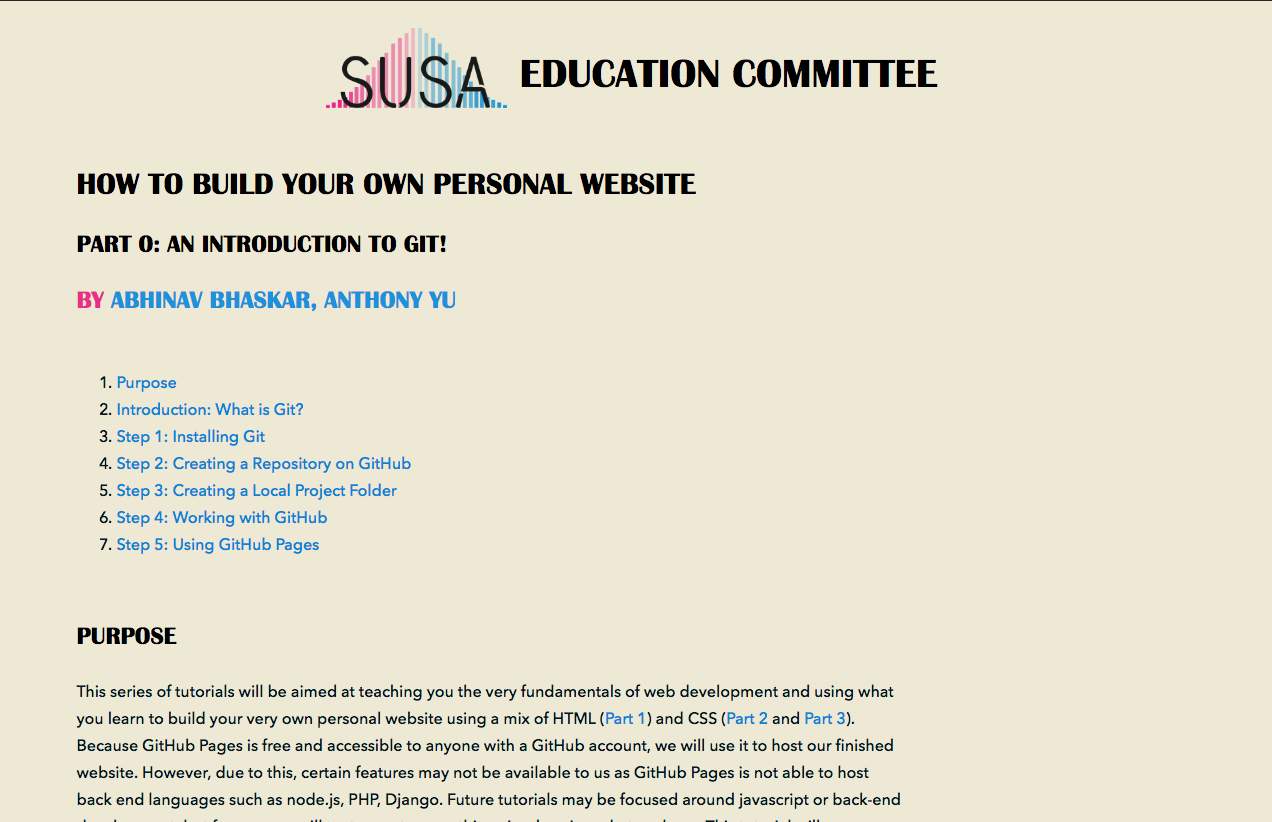 SUSA EDUCATION COMMITTEE
HOW TO BUILD YOUR OWN PERSONAL WEBSITE
PART 0: AN INTRODUCTION TO GIT!
BY ABHINAV BHASKAR, ANTHONY YU
1. Purpose
2. Introduction: What is Git?
3. Step 1: Installing Git
4. Step 2: Creating a Repository on GitHub
5. Step 3: Creating a Local Project Folder
6. Step 4: Working with GitHub
7. Step 5: Using GitHub Pages
PURPOSE
This series of tutorials will be aimed at teaching you the very fundamentals of web development and using what
you learn to build your very own personal website using a mix of HTML (Part 1) and CSS (Part 2 and Part 3).
Because GitHub Pages is free and accessible to anyone with a GitHub account, we will use it to host our finished
website. However, due to this, certain features may not be available to us as GitHub Pages is not able to host
back end languages such as node.js, PHP, Django. Future tutorials may be focused around javascript or back-end